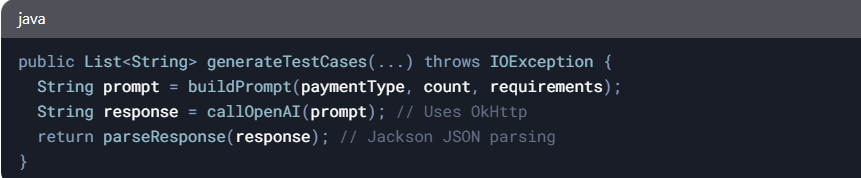 java
public List<String> generateTestCases(...) throws IOException {
  String prompt = buildPrompt(paymentType, count, requirements);
  String response = callOpenAI(prompt); // Uses OkHttp
  return parseResponse(response); // Jackson JSON parsing
}